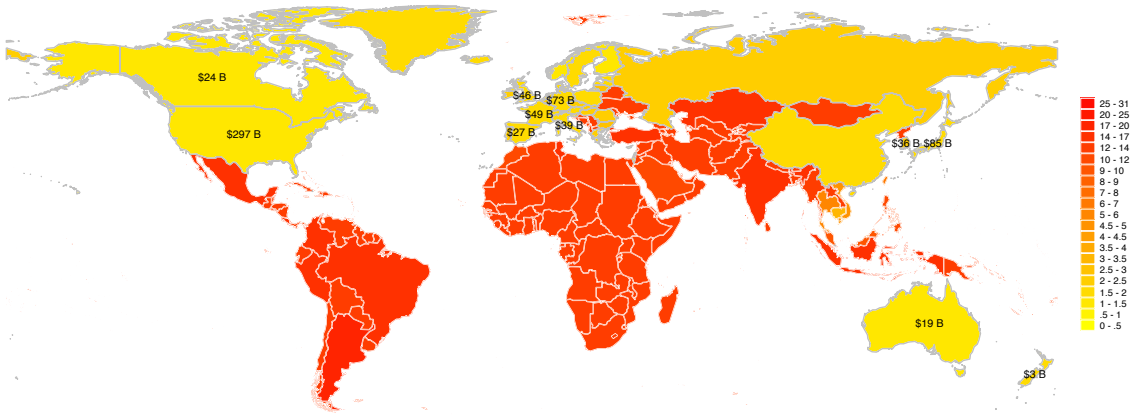 $24 B
$297 B
$46 B
$73 B
$49 B
$39 B
$27 B
$36 B
$85 B
$19 B
$3 B
25 - 31
20 - 25
17 - 20
14 - 17
12 - 14
10 - 12
9 - 10
8 - 9
7 - 8
6 - 7
5 - 6
4.5 - 5
4 - 4.5
3.5 - 4
3 - 3.5
2.5 - 3
2 - 2.5
1.5 - 2
1 - 1.5
.5 - 1
0 - .5